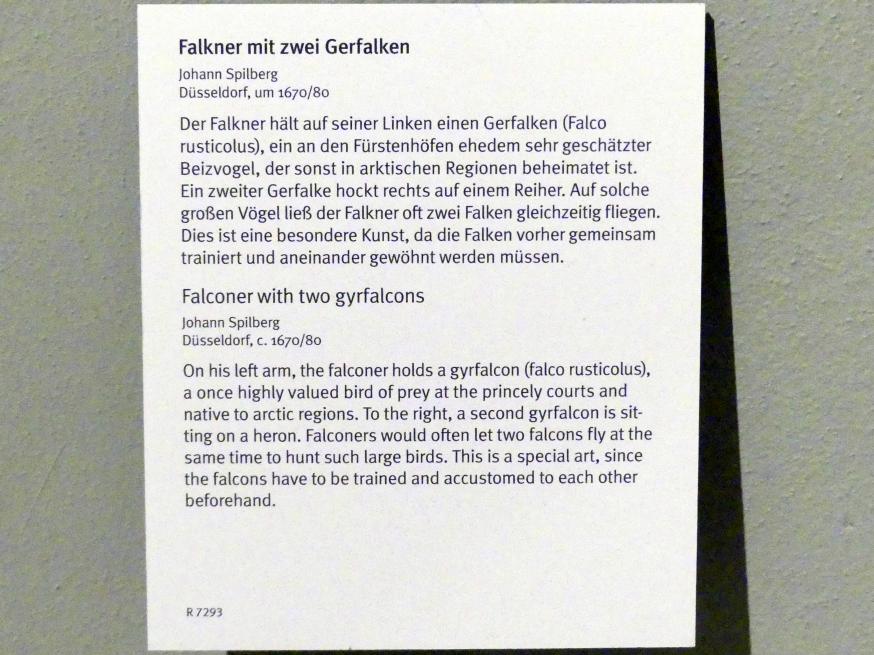 Falkner mit zwei Gerfalken
Johann Spilberg
Düsseldorf, um 1670/80
Der Falkner hält auf seiner Linken einen Gerfalken (Falco
rusticolus), ein an den Fürstenhöfen ehedem sehr geschätzter
Beizvogel, der sonst in arktischen Regionen beheimatet ist.
Ein zweiter Gerfalke hockt rechts auf einem Reiher. Auf solche
großen Vögel ließ der Falkner oft zwei Falken gleichzeitig fliegen.
Dies ist eine besondere Kunst, da die Falken vorher gemeinsam
trainiert und aneinander gewöhnt werden müssen.
Falconer with two gyrfalcons
Johann Spilberg
Düsseldorf, c. 1670/80
On his left arm, the falconer holds a gyrfalcon (falco rusticolus),
a once highly valued bird of prey at the princely courts and
native to arctic regions. To the right, a second gyrfalcon is sit-
ting on a heron. Falconers would often let two falcons fly at the
same time to hunt such large birds. This is a special art, since
the falcons have to be trained and accustomed to each other
beforehand.
R 7293